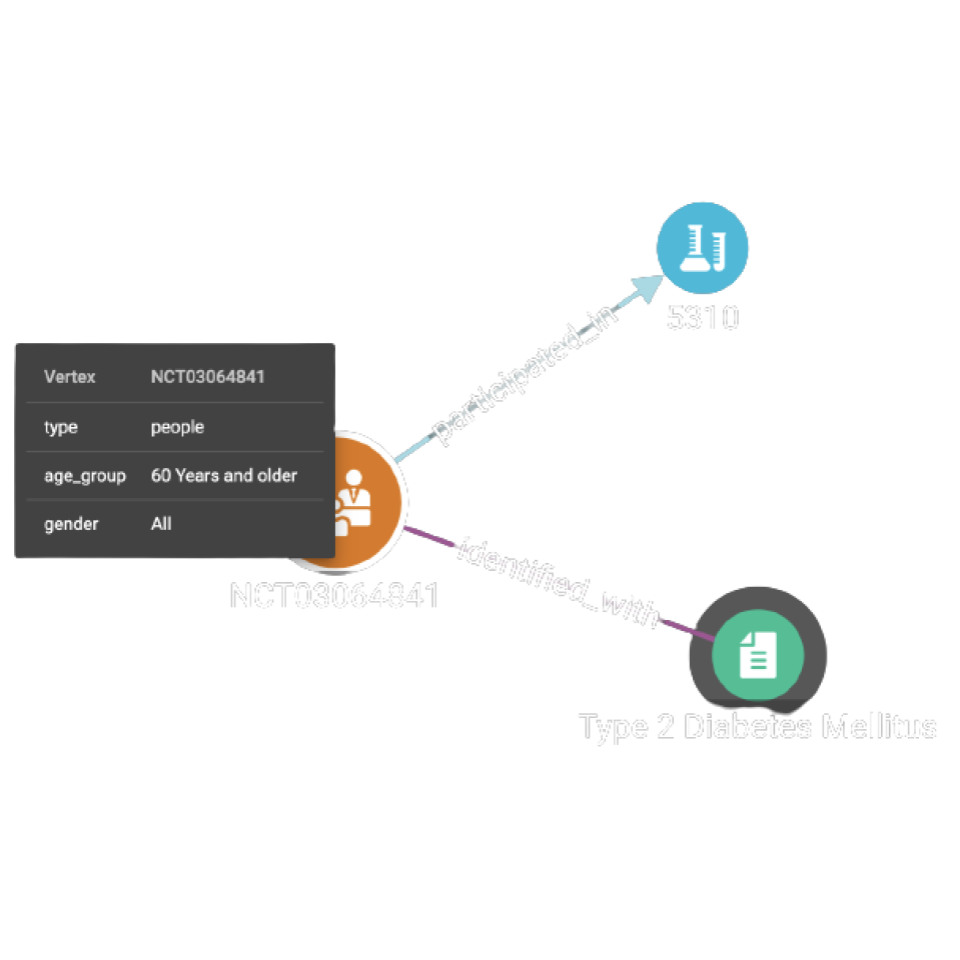 5310
participated_in
Vertex NCT03064841
type people
age_group 60 Years and older
gender All
identified_with
NCT03064841
Type 2 Diabetes Mellitus